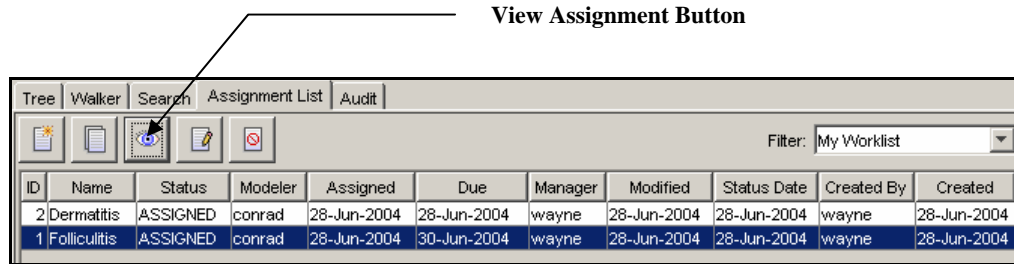 View Assignment Button
Tree Walker Search Assignment List Audit
Filter: My Worklist
ID Name Status Modeler Assigned Due Manager Modified Status Date Created By Created
2 Dermatitis ASSIGNED conrad 28-Jun-2004 28-Jun-2004 wayne 28-Jun-2004 28-Jun-2004 wayne 28-Jun-2004
1 Folliculitis ASSIGNED conrad 28-Jun-2004 30-Jun-2004 wayne 28-Jun-2004 28-Jun-2004 wayne 28-Jun-2004